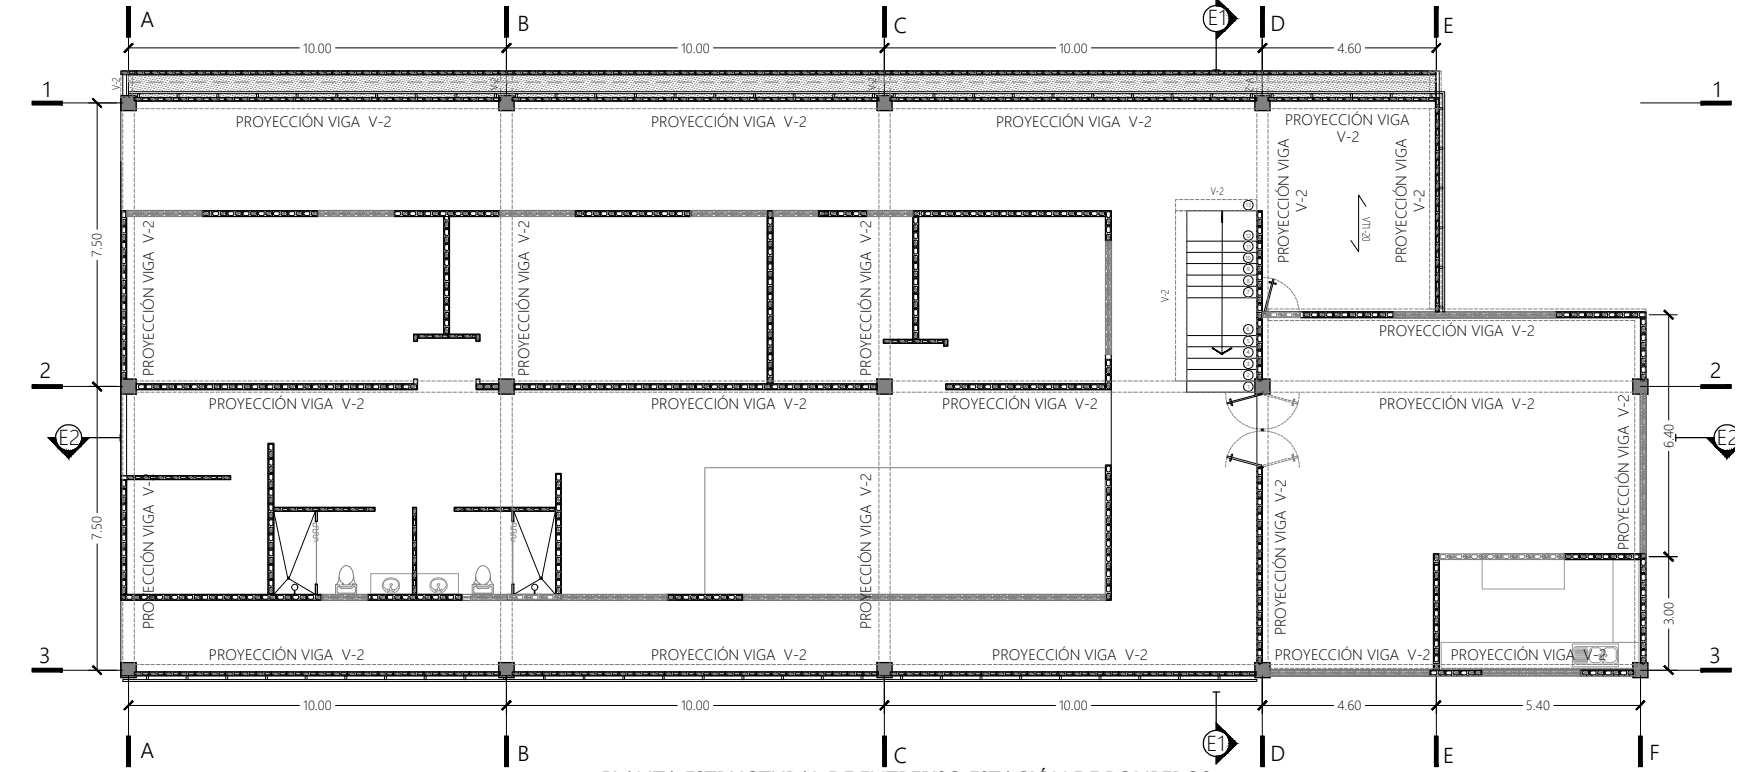 A
B
C
E1
D
E
10.00
10.00
10.00
4.60
V-2
V-2
V-2
V-2
1
1
PROYECCIÓN VIGA V-2
PROYECCIÓN VIGA V-2
PROYECCIÓN VIGA V-2
PROYECCIÓN VIGA
V-2
PROYECCIÓN VIGA
V-2
PROYECCIÓN VIGA
V-2
V-2
7.50
PROYECCIÓN VIGA V-2
PROYECCIÓN VIGA V-2
PROYECCIÓN VIGA V-2
V-2
PROYECCIÓN VIGA V-2
2
2
PROYECCIÓN VIGA V-2
PROYECCIÓN VIGA V-2
PROYECCIÓN VIGA V-2
PROYECCIÓN VIGA V-2
E2
E2
6.40
PROYECCIÓN VIGA V-2
7.50
PROYECCIÓN VIGA V-2
PROYECCIÓN VIGA V-2
PROYECCIÓN VIGA V-2
3.00
3
3
PROYECCIÓN VIGA V-2
PROYECCIÓN VIGA V-2
PROYECCIÓN VIGA V-2
PROYECCIÓN VIGA V-2
PROYECCIÓN VIGA V-2
10.00
10.00
10.00
4.60
5.40
A
B
C
E1
D
E
F